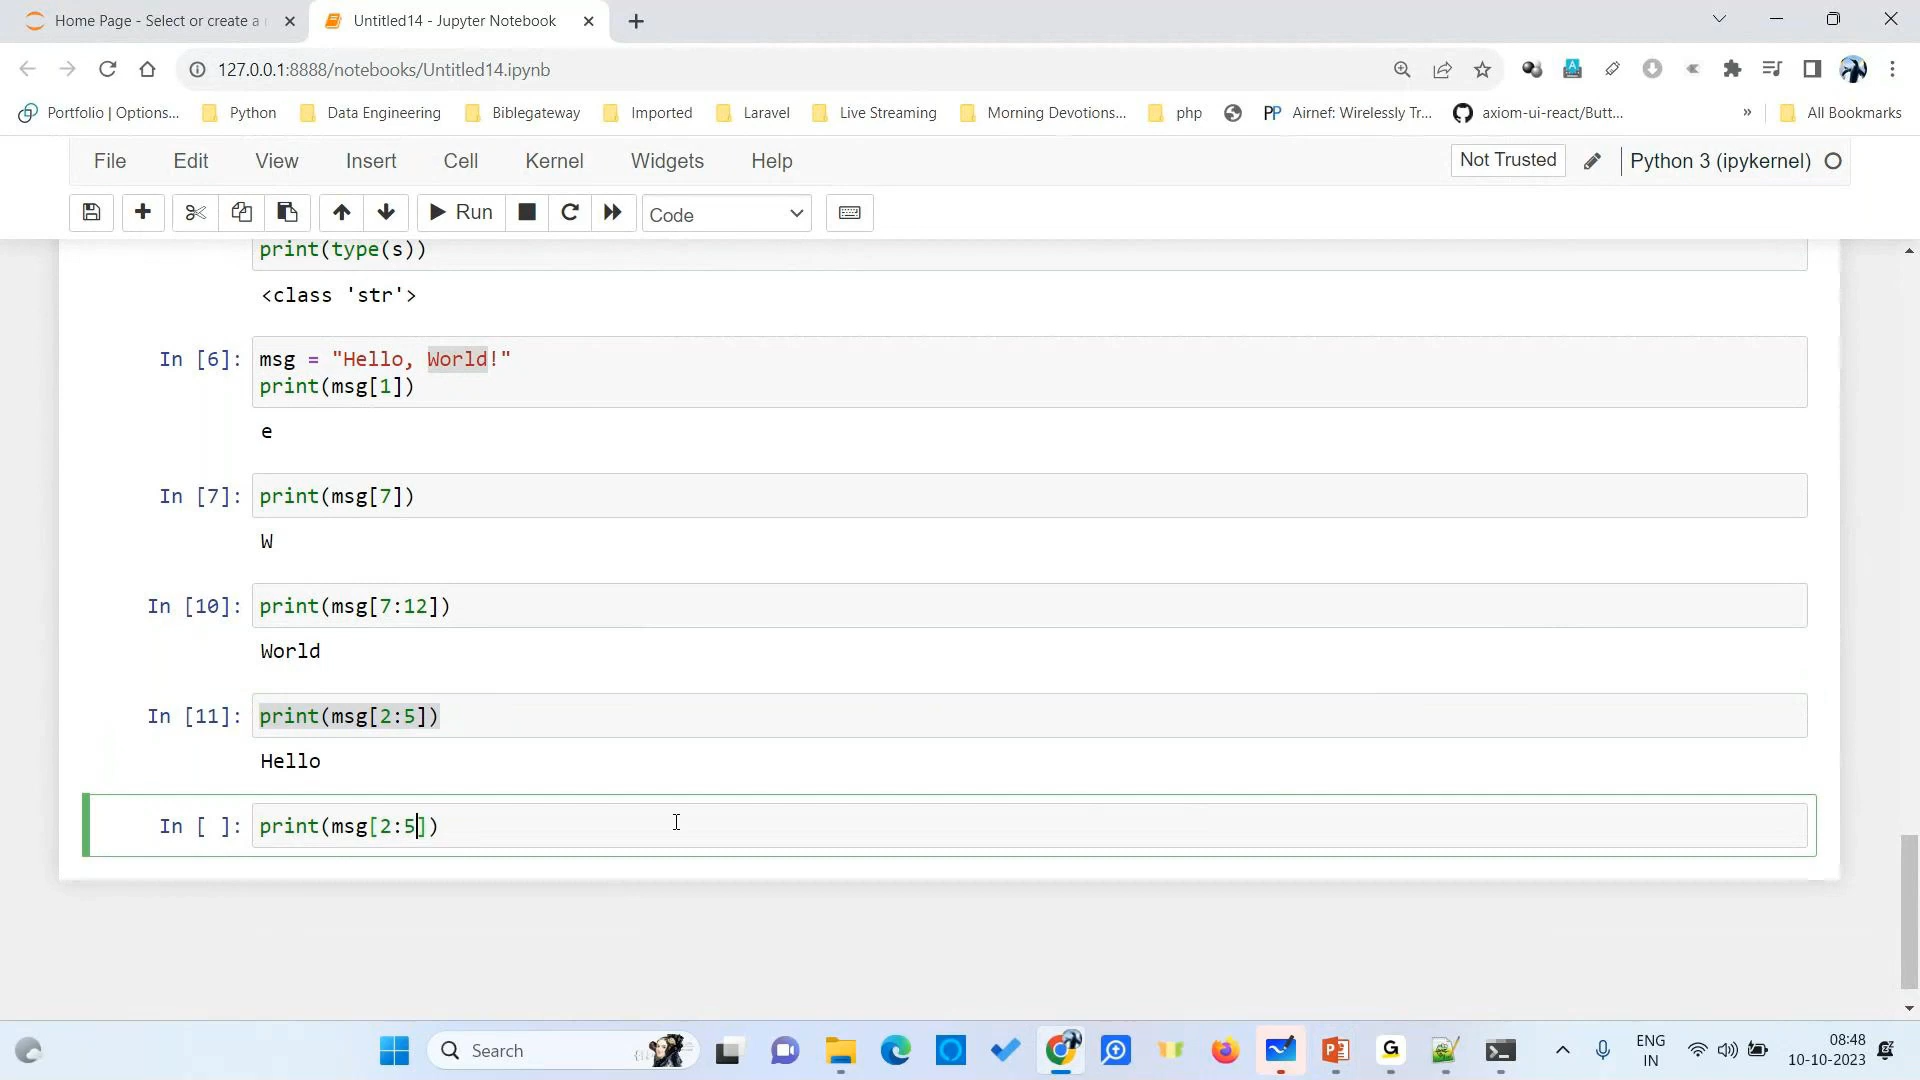 Home Page - Select or create a
Untitled14 - Jupyter Notebook
127.0.0.1:8888/notebooks/Untitled14.ipynb
Portfolio | Options... Python Data Engineering Biblegateway Imported Laravel Live Streaming Morning Devotions... php PP Airnef: Wirelessly Tr... axiom-ui-react/Butt... » All Bookmarks
File Edit View Insert Cell Kernel Widgets Help Not Trusted Python 3 (ipykernel)
Run Code
print(type(s))
<class 'str'>
In [6]: msg = "Hello, World!"
print(msg[1])
e
In [7]: print(msg[7])
W
In [10]: print(msg[7:12])
World
In [11]: print(msg[2:5])
Hello
In [ ]: print(msg[2:5])
Search
ENG
IN
08:48
10-10-2023